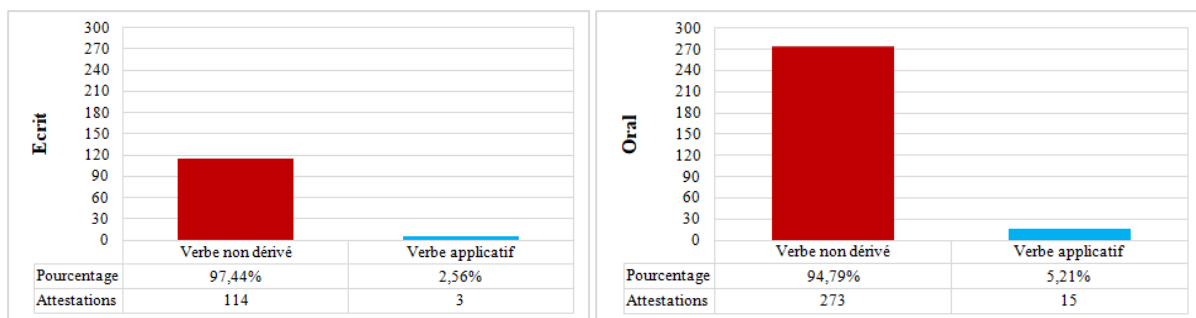 Ecrit
300
270
240
210
180
150
120
90
60
30
0
Verbe non dérivé Verbe applicatif
Pourcentage 97,44% 2,56%
Attestations 114 3
Oral
300
270
240
210
180
150
120
90
60
30
0
Verbe non dérivé Verbe applicatif
Pourcentage 94,79% 5,21%
Attestations 273 15